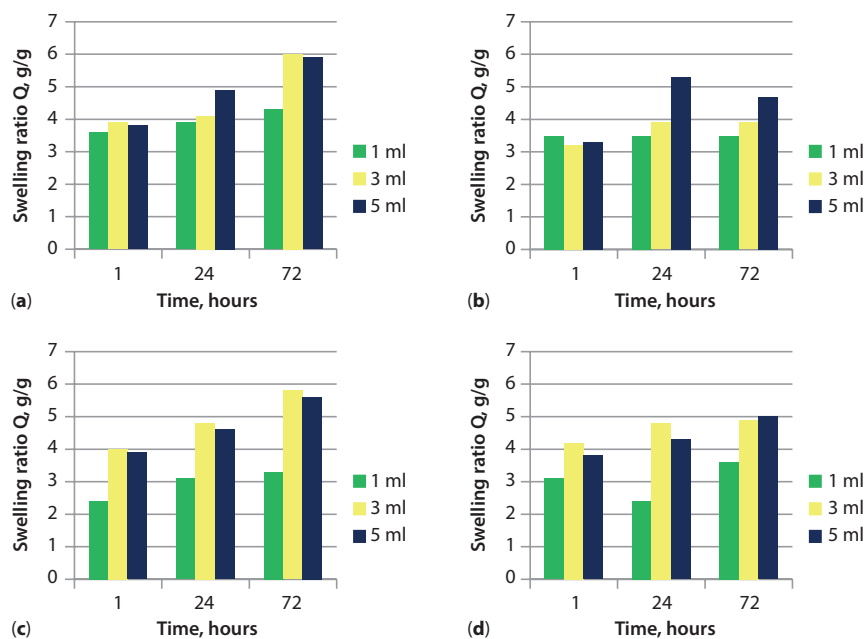 7
6
5
4
3
2
1
0
Swelling ratio Q, g/g
1 24 72
Time, hours
1 ml
3 ml
5 ml
(a)
7
6
5
4
3
2
1
0
Swelling ratio Q, g/g
1 24 72
Time, hours
1 ml
3 ml
5 ml
(b)
7
6
5
4
3
2
1
0
Swelling ratio Q, g/g
1 24 72
Time, hours
1 ml
3 ml
5 ml
(c)
7
6
5
4
3
2
1
0
Swelling ratio Q, g/g
1 24 72
Time, hours
1 ml
3 ml
5 ml
(d)